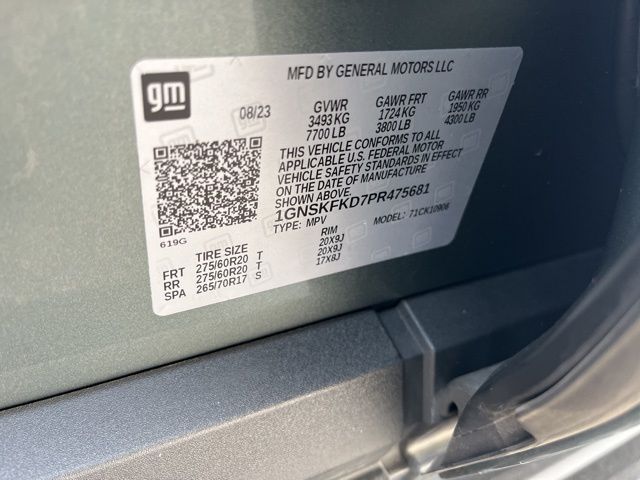 gm
MFD BY GENERAL MOTORS LLC
08/23
GVWR GAWR FRT GAWR RR
3493 KG 1724 KG 1950 KG
7700 LB 3800 LB 4300 LB
THIS VEHICLE CONFORMS TO ALL
APPLICABLE U.S. FEDERAL MOTOR
VEHICLE SAFETY STANDARDS IN EFFECT
ON THE DATE OF MANUFACTURE
1GNSKFKD7PR475681
TYPE: MPV MODEL: 71CK10906
619G
TIRE SIZE RIM
FRT 275/60R20 T 20X9J
RR 275/60R20 T 20X9J
SPA 265/70R17 S 17X8J